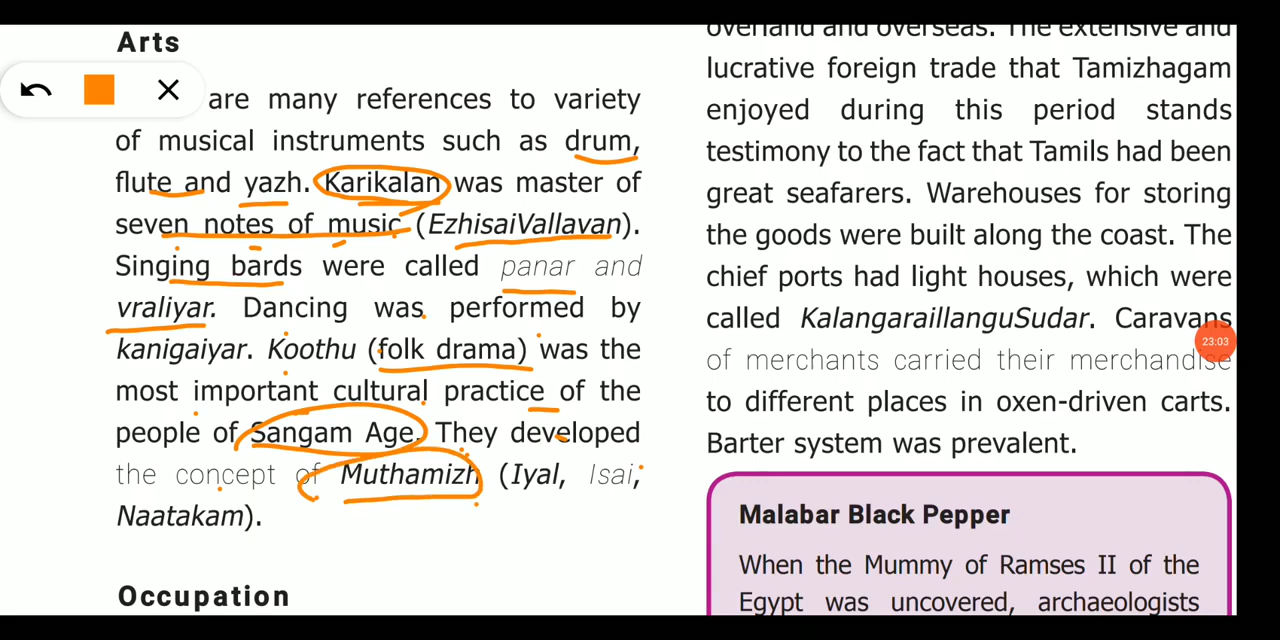 Arts
are many references to variety
of musical instruments such as drum,
flute and yazh. Karikalan was master of
seven notes of music (EzhisaiVallavan).
Singing bards were called panar and
vraliyar. Dancing was performed by
kanigaiyar. Koothu (folk drama) was the
most important cultural practice of the
people of Sangam Age. They developed
the concept of Muthamizh (Iyal, Isai,
Naatakam).
Occupation
overland and overseas. The extensive and
lucrative foreign trade that Tamizhagam
enjoyed during this period stands
testimony to the fact that Tamils had been
great seafarers. Warehouses for storing
the goods were built along the coast. The
chief ports had light houses, which were
called KalangaraillanguSudar. Caravans
of merchants carried their merchandise
to different places in oxen-driven carts.
Barter system was prevalent.
Malabar Black Pepper
When the Mummy of Ramses II of the
Egypt was uncovered, archaeologists
23:03